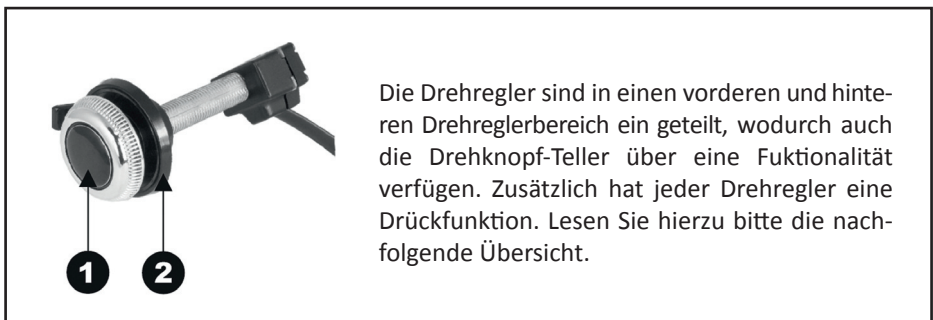 Die Drehregler sind in einen vorderen und hinte-
ren Drehreglerbereich ein geteilt, wodurch auch
die Drehknopf-Teller über eine Fuktionalität
verfügen. Zusätzlich hat jeder Drehregler eine
Drückfunktion. Lesen Sie hierzu bitte die nach-
folgende Übersicht.
1 2